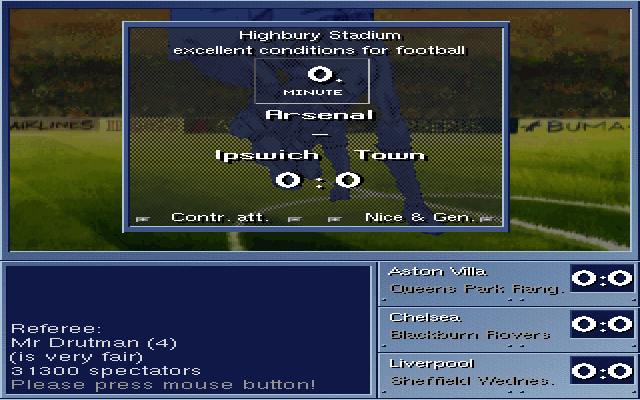 Highbury Stadium
excellent conditions for football
0.
MINUTE
Arsenal
–
Ipswich Town
0 : 0
Contr. att.
Nice & Gen.
AIRLINES
BUMA
Referee:
Mr Drutman (4)
(is very fair)
31300 spectators
Please press mouse button!
Aston Villa
0:0
Queens Park Rang.
Chelsea
0:0
Blackburn Rovers
Liverpool
0:0
Sheffield Wednes.